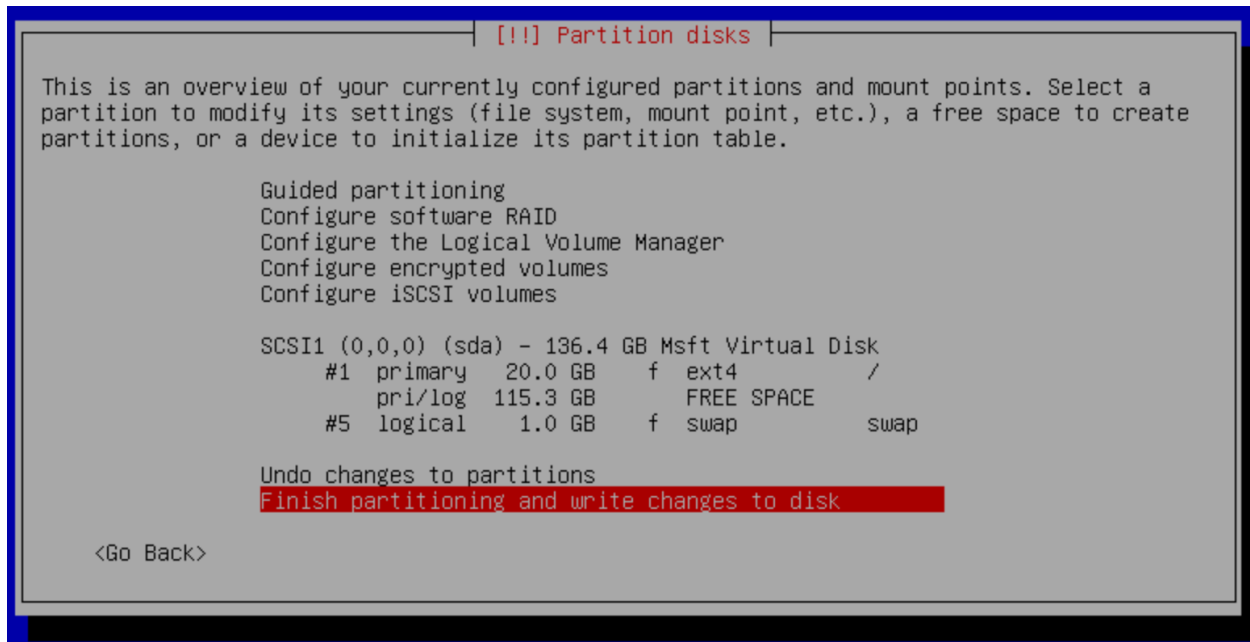 [!!] Partition disks
This is an overview of your currently configured partitions and mount points. Select a
partition to modify its settings (file system, mount point, etc.), a free space to create
partitions, or a device to initialize its partition table.
Guided partitioning
Configure software RAID
Configure the Logical Volume Manager
Configure encrypted volumes
Configure iSCSI volumes
SCSI1 (0,0,0) (sda) - 136.4 GB Msft Virtual Disk
#1 primary 20.0 GB f ext4 /
pri/log 115.3 GB FREE SPACE
#5 logical 1.0 GB f swap swap
Undo changes to partitions
Finish partitioning and write changes to disk
<Go Back>